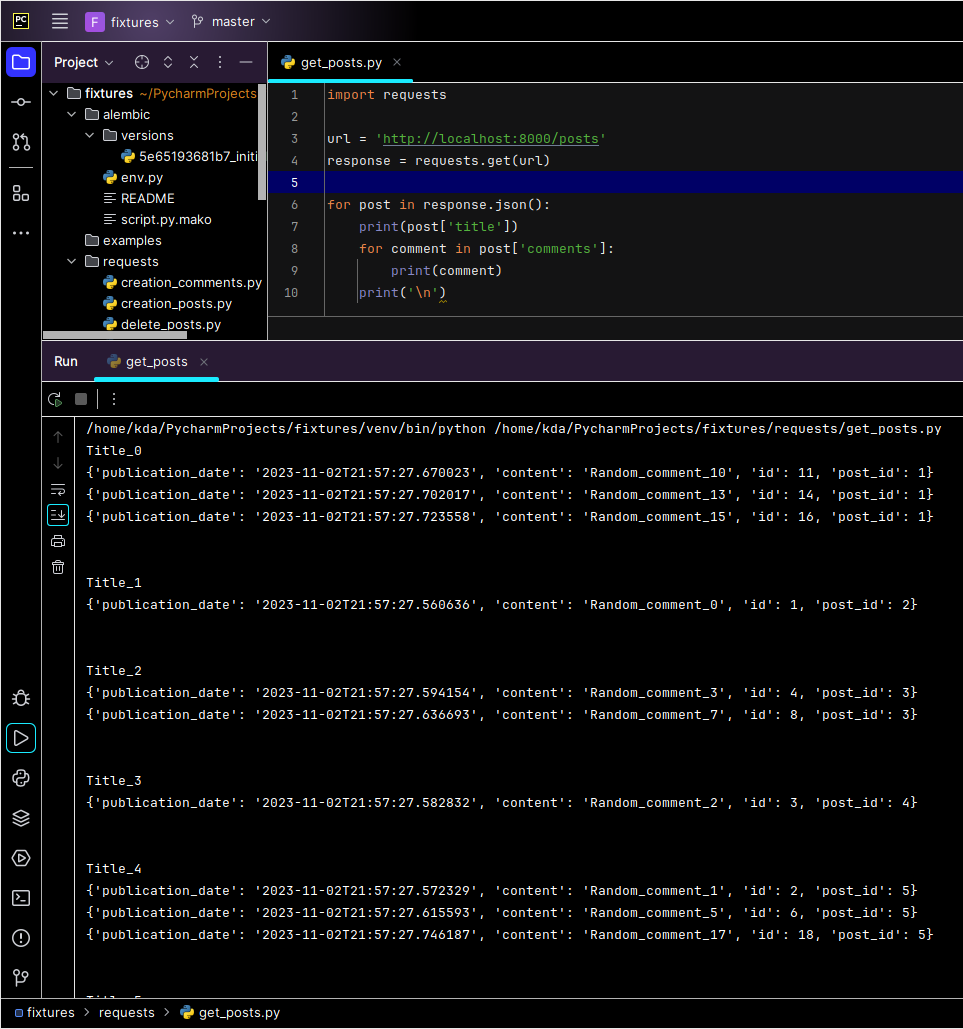 PC F fixtures master
Project
get_posts.py
fixtures ~/PycharmProjects
alembic
versions
5e65193681b7_initi
env.py
README
script.py.mako
examples
requests
creation_comments.py
creation_posts.py
delete_posts.py
1 import requests
2
3 url = 'http://localhost:8000/posts'
4 response = requests.get(url)
5
6 for post in response.json():
7 print(post['title'])
8 for comment in post['comments']:
9 print(comment)
10 print('\n')
Run get_posts
/home/kda/PycharmProjects/fixtures/venv/bin/python /home/kda/PycharmProjects/fixtures/requests/get_posts.py
Title_0
{'publication_date': '2023-11-02T21:57:27.670023', 'content': 'Random_comment_10', 'id': 11, 'post_id': 1}
{'publication_date': '2023-11-02T21:57:27.702017', 'content': 'Random_comment_13', 'id': 14, 'post_id': 1}
{'publication_date': '2023-11-02T21:57:27.723558', 'content': 'Random_comment_15', 'id': 16, 'post_id': 1}
Title_1
{'publication_date': '2023-11-02T21:57:27.560636', 'content': 'Random_comment_0', 'id': 1, 'post_id': 2}
Title_2
{'publication_date': '2023-11-02T21:57:27.594154', 'content': 'Random_comment_3', 'id': 4, 'post_id': 3}
{'publication_date': '2023-11-02T21:57:27.636693', 'content': 'Random_comment_7', 'id': 8, 'post_id': 3}
Title_3
{'publication_date': '2023-11-02T21:57:27.582832', 'content': 'Random_comment_2', 'id': 3, 'post_id': 4}
Title_4
{'publication_date': '2023-11-02T21:57:27.572329', 'content': 'Random_comment_1', 'id': 2, 'post_id': 5}
{'publication_date': '2023-11-02T21:57:27.615593', 'content': 'Random_comment_5', 'id': 6, 'post_id': 5}
{'publication_date': '2023-11-02T21:57:27.746187', 'content': 'Random_comment_17', 'id': 18, 'post_id': 5}
fixtures > requests > get_posts.py